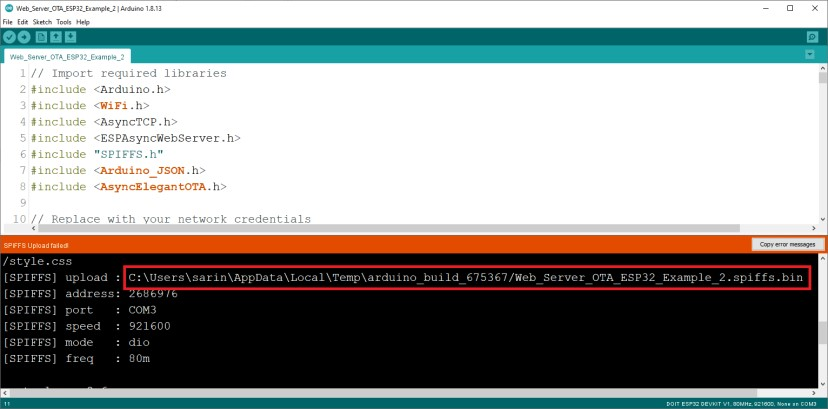 Web_Server_OTA_ESP32_Example_2 | Arduino 1.8.13
File Edit Sketch Tools Help
Web_Server_OTA_ESP32_Example_2
1 // Import required libraries
2 #include <Arduino.h>
3 #include <WiFi.h>
4 #include <AsyncTCP.h>
5 #include <ESPAsyncWebServer.h>
6 #include "SPIFFS.h"
7 #include <Arduino_JSON.h>
8 #include <AsyncElegantOTA.h>
9
10 // Replace with your network credentials
SPIFFS Upload failed!
Copy error messages
/style.css
[SPIFFS] upload : C:\Users\sarin\AppData\Local\Temp\arduino_build_675367/Web_Server_OTA_ESP32_Example_2.spiffs.bin
[SPIFFS] address: 2686976
[SPIFFS] port : COM3
[SPIFFS] speed : 921600
[SPIFFS] mode : dio
[SPIFFS] freq : 80m
11
DOIT ESP32 DEVKIT V1, 80MHz, 921600, None on COM3